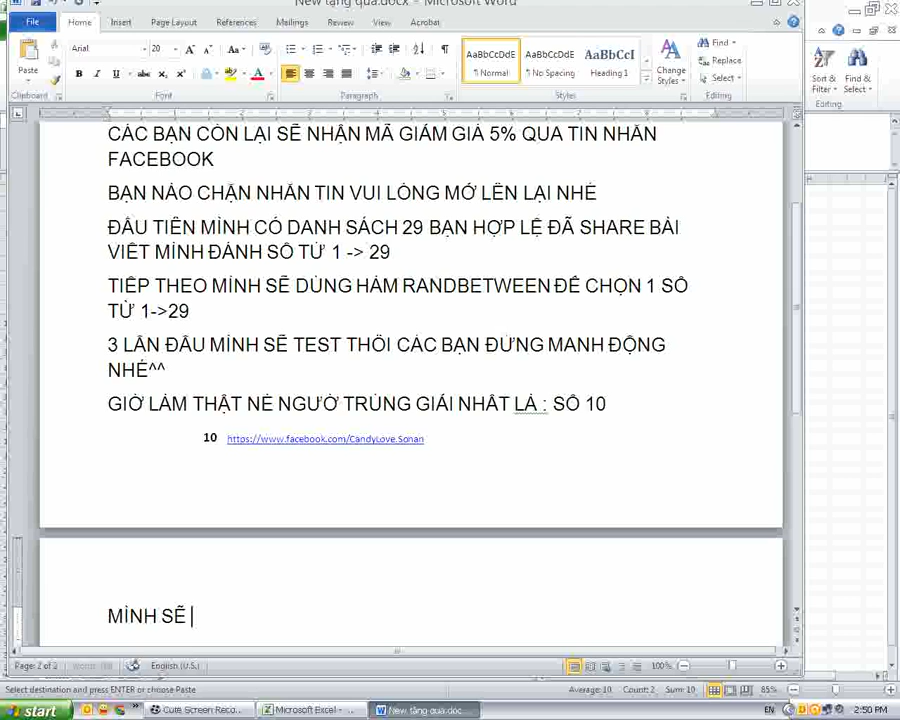 New tặng quà.docx - Microsoft Word
File Home Insert Page Layout References Mailings Review View Acrobat
Paste
Arial 20
AaBbCcDdE AaBbCcDdE AaBbCcI
¶ Normal ¶ No Spacing Heading 1
Change Styles
Find
Replace
Select
Clipboard Font Paragraph Styles Editing
Sort & Filter Find & Select
Editing
CÁC BẠN CÒN LẠI SẼ NHẬN MÃ GIẢM GIÁ 5% QUA TIN NHẮN
FACEBOOK
BẠN NÀO CHẶN NHẮN TIN VUI LÒNG MỞ LÊN LẠI NHÉ
ĐẦU TIÊN MÌNH CÓ DANH SÁCH 29 BẠN HỢP LỆ ĐÃ SHARE BÀI
VIẾT MÌNH ĐÁNH SỐ TỪ 1 -> 29
TIẾP THEO MÌNH SẼ DÙNG HÀM RANDBETWEEN ĐỂ CHỌN 1 SỐ
TỪ 1->29
3 LẦN ĐẦU MÌNH SẼ TEST THÔI CÁC BẠN ĐỪNG MANH ĐỘNG
NHÉ^^
GIỜ LÀM THẬT NÈ NGƯỜ TRÚNG GIẢI NHẤT LÀ : SỐ 10
10 https://www.facebook.com/CandyLove.Sonan
MÌNH SẼ
Page: 2 of 2 English (U.S.) 100%
Select destination and press ENTER or choose Paste Average: 10 Count: 2 Sum: 10 85%
start Cute Screen Reco... Microsoft Excel - ... New tặng quà.doc... EN 2:50 PM